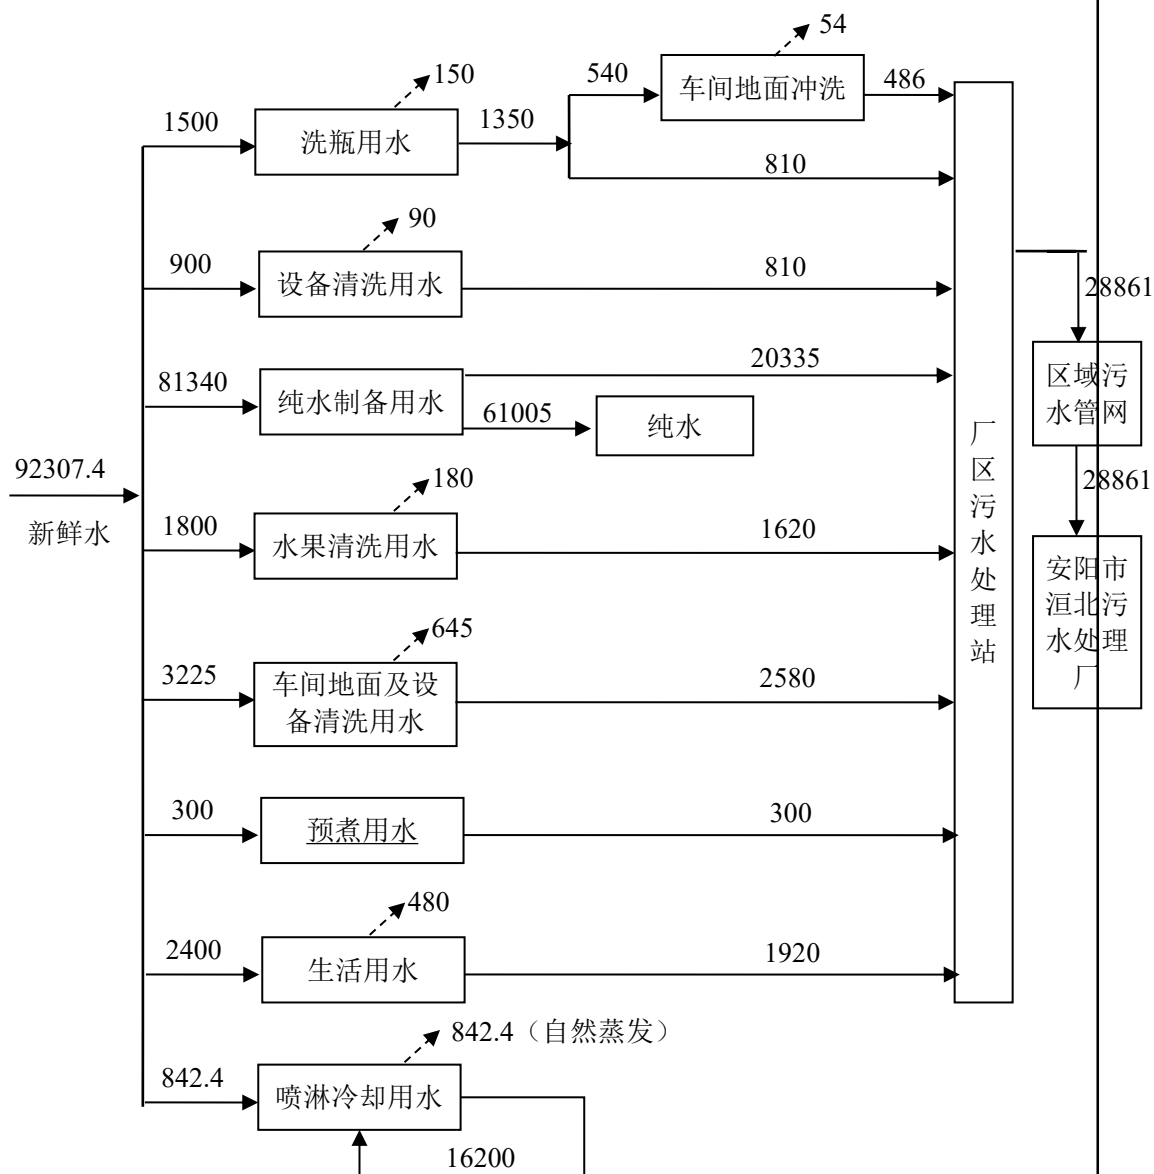 54
540
车间地面冲洗
486
150
1500
洗瓶用水
1350
810
90
900
设备清洗用水
810
28861
81340
纯水制备用水
20335
61005
纯水
区域污
水管网
92307.4
新鲜水
180
1800
水果清洗用水
1620
厂
区
污
水
处
理
站
28861
安阳市
洹北污
水处理
厂
645
3225
车间地面及设
备清洗用水
2580
300
预煮用水
300
480
2400
生活用水
1920
842.4（自然蒸发）
842.4
喷淋冷却用水
16200